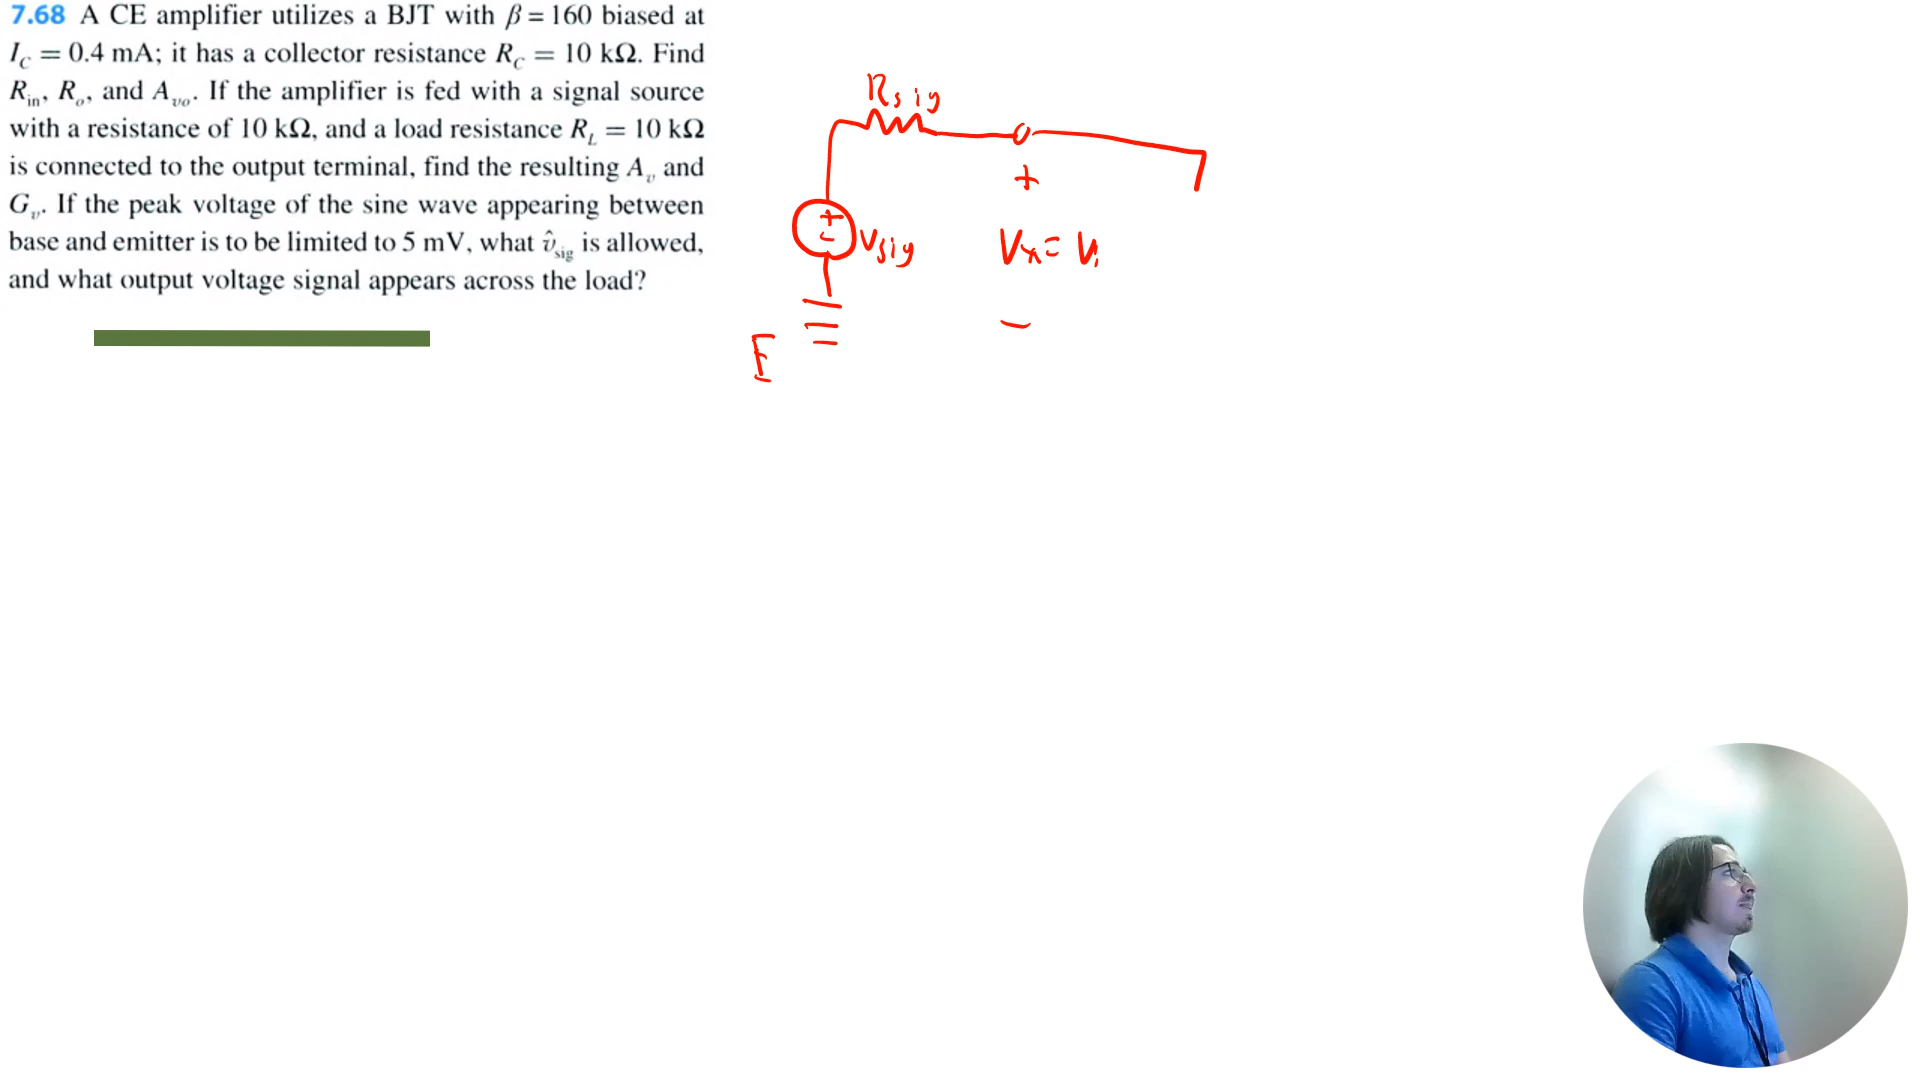 7.68 A CE amplifier utilizes a BJT with β = 160 biased at
I_C = 0.4 mA; it has a collector resistance R_C = 10 kΩ. Find
R_in, R_o, and A_vo. If the amplifier is fed with a signal source
with a resistance of 10 kΩ, and a load resistance R_L = 10 kΩ
is connected to the output terminal, find the resulting A_v and
G_v. If the peak voltage of the sine wave appearing between
base and emitter is to be limited to 5 mV, what v̂_sig is allowed,
and what output voltage signal appears across the load?
Rsig
+
+
-
Vsig
Vπ = Vi
-
E